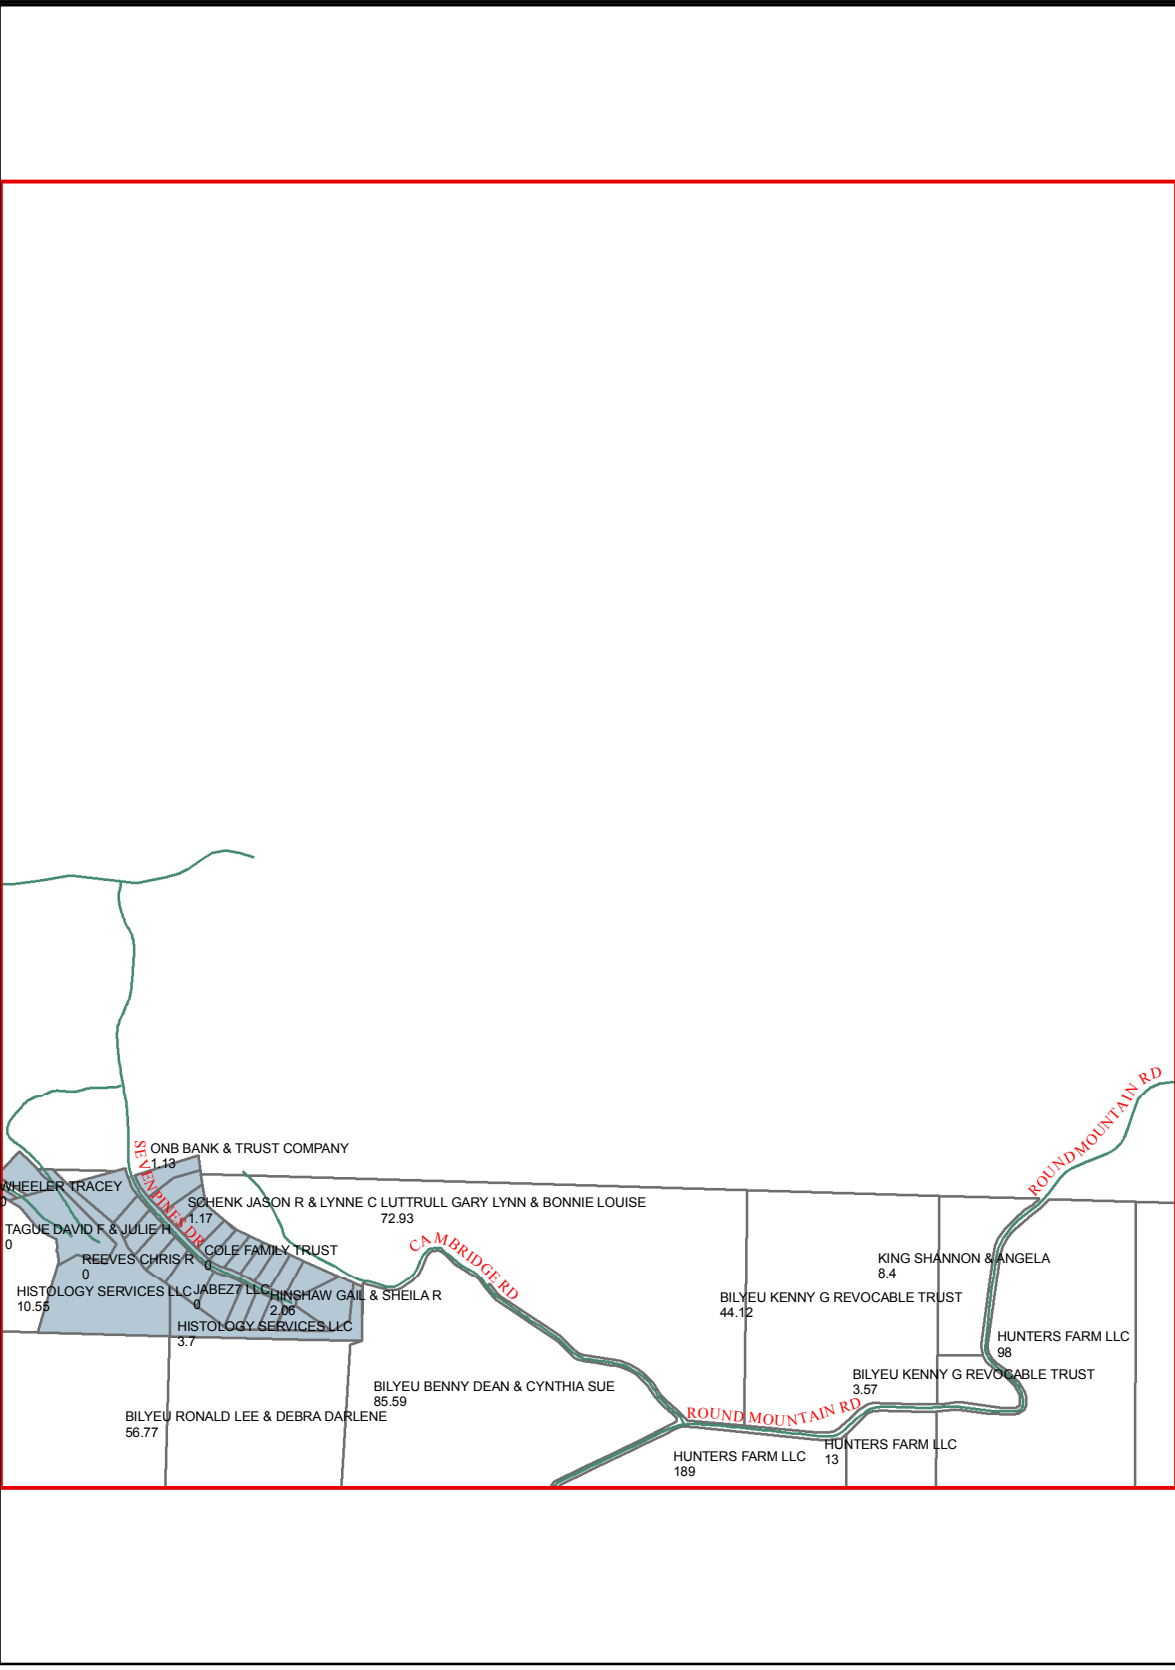 ROUND MOUNTAIN RD
SEVENPINES DR
ONB BANK & TRUST COMPANY
1.13
WHEELER TRACEY
0
SCHENK JASON R & LYNNE C LUTTRULL GARY LYNN & BONNIE LOUISE
1.17
72.93
TAGUE DAVID F & JULIE H
0
CAMBRIDGE RD
COLE FAMILY TRUST
0
REEVES CHRIS R
0
KING SHANNON & ANGELA
8.4
HISTOLOGY SERVICES LLC
10.55
JABEZ7 LLC
0
HINSHAW GAIL & SHEILA R
2.06
BILYEU KENNY G REVOCABLE TRUST
44.12
HISTOLOGY SERVICES LLC
3.7
HUNTERS FARM LLC
98
BILYEU KENNY G REVOCABLE TRUST
3.57
BILYEU BENNY DEAN & CYNTHIA SUE
85.59
ROUND MOUNTAIN RD
BILYEU RONALD LEE & DEBRA DARLENE
56.77
HUNTERS FARM LLC
13
HUNTERS FARM LLC
189